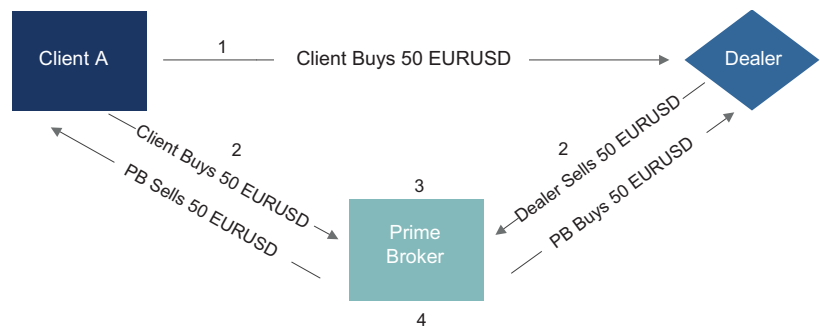 1
Client A
Client Buys 50 EURUSD
Dealer
2
Client Buys 50 EURUSD
PB Sells 50 EURUSD
2
Dealer Sells 50 EURUSD
PB Buys 50 EURUSD
3
Prime
Broker
4